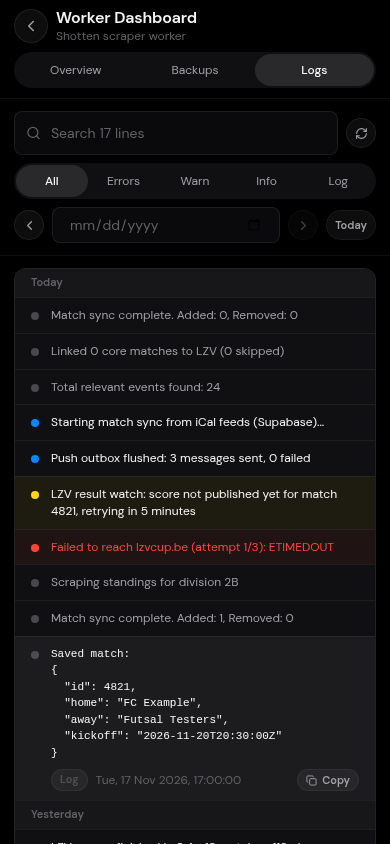 Worker Dashboard
Shotten scraper worker
Overview Backups Logs
Search 17 lines
All Errors Warn Info Log
mm/dd/yyyy Today
Today
Match sync complete. Added: 0, Removed: 0
Linked 0 core matches to LZV (0 skipped)
Total relevant events found: 24
Starting match sync from iCal feeds (Supabase)...
Push outbox flushed: 3 messages sent, 0 failed
LZV result watch: score not published yet for match
4821, retrying in 5 minutes
Failed to reach lzvcup.be (attempt 1/3): ETIMEDOUT
Scraping standings for division 2B
Match sync complete. Added: 1, Removed: 0
Saved match:
{
"id": 4821,
"home": "FC Example",
"away": "Futsal Testers",
"kickoff": "2026-11-20T20:30:00Z"
}
Log Tue, 17 Nov 2026, 17:00:00 Copy
Yesterday